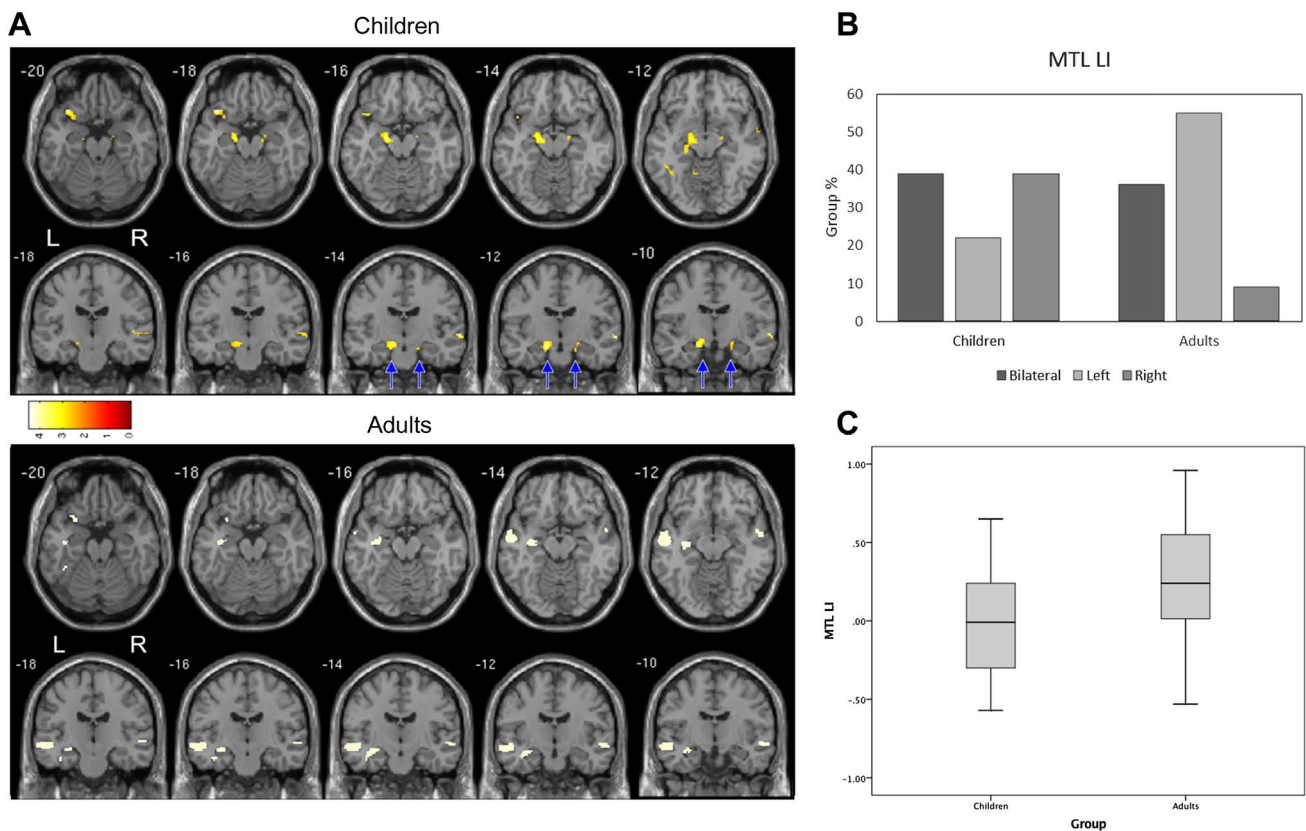 A
Children
-20 -18 -16 -14 -12
L R
-18 -16 -14 -12 -10
4 3 2 1 0
Adults
-20 -18 -16 -14 -12
L R
-18 -16 -14 -12 -10
B
MTL LI
Group %
60
50
40
30
20
10
0
Children Adults
Bilateral Left Right
C
MTL LI
1.00
.50
.00
-.50
-1.00
Children Adults
Group